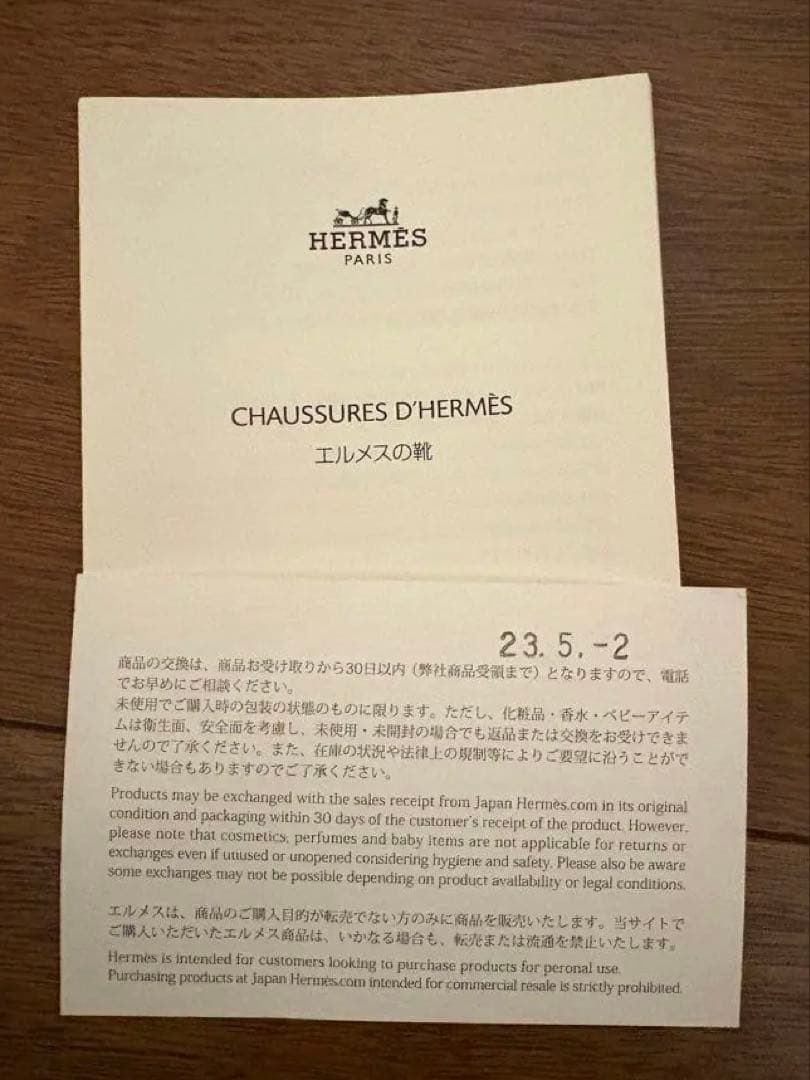 HERMÈS
PARIS
CHAUSSURES D'HERMÈS
エルメスの靴
23. 5. -2
商品の交換は、商品お受け取りから30日以内（弊社商品受領まで）となりますので、電話
でお早めにご相談ください。
未使用でご購入時の包装の状態のものに限ります。ただし、化粧品・香水・ベビーアイテ
ムは衛生面、安全面を考慮し、未使用・未開封の場合でも返品または交換をお受けできま
せんので了承ください。また、在庫の状況や法律上の規制等によりご要望に沿うことがで
きない場合もありますのでご了承ください。
Products may be exchanged with the sales receipt from Japan Hermès.com in its original
condition and packaging within 30 days of the customer's receipt of the product. However,
please note that cosmetics, perfumes and baby items are not applicable for returns or
exchanges even if unused or unopened considering hygiene and safety. Please also be aware
some exchanges may not be possible depending on product availability or legal conditions.
エルメスは、商品のご購入目的が転売でない方のみに商品を販売いたします。当サイトで
ご購入いただいたエルメス商品は、いかなる場合も、転売または流通を禁止いたします。
Hermès is intended for customers looking to purchase products for peronal use.
Purchasing products at Japan Hermès.com intended for commercial resale is strictly prohibited.